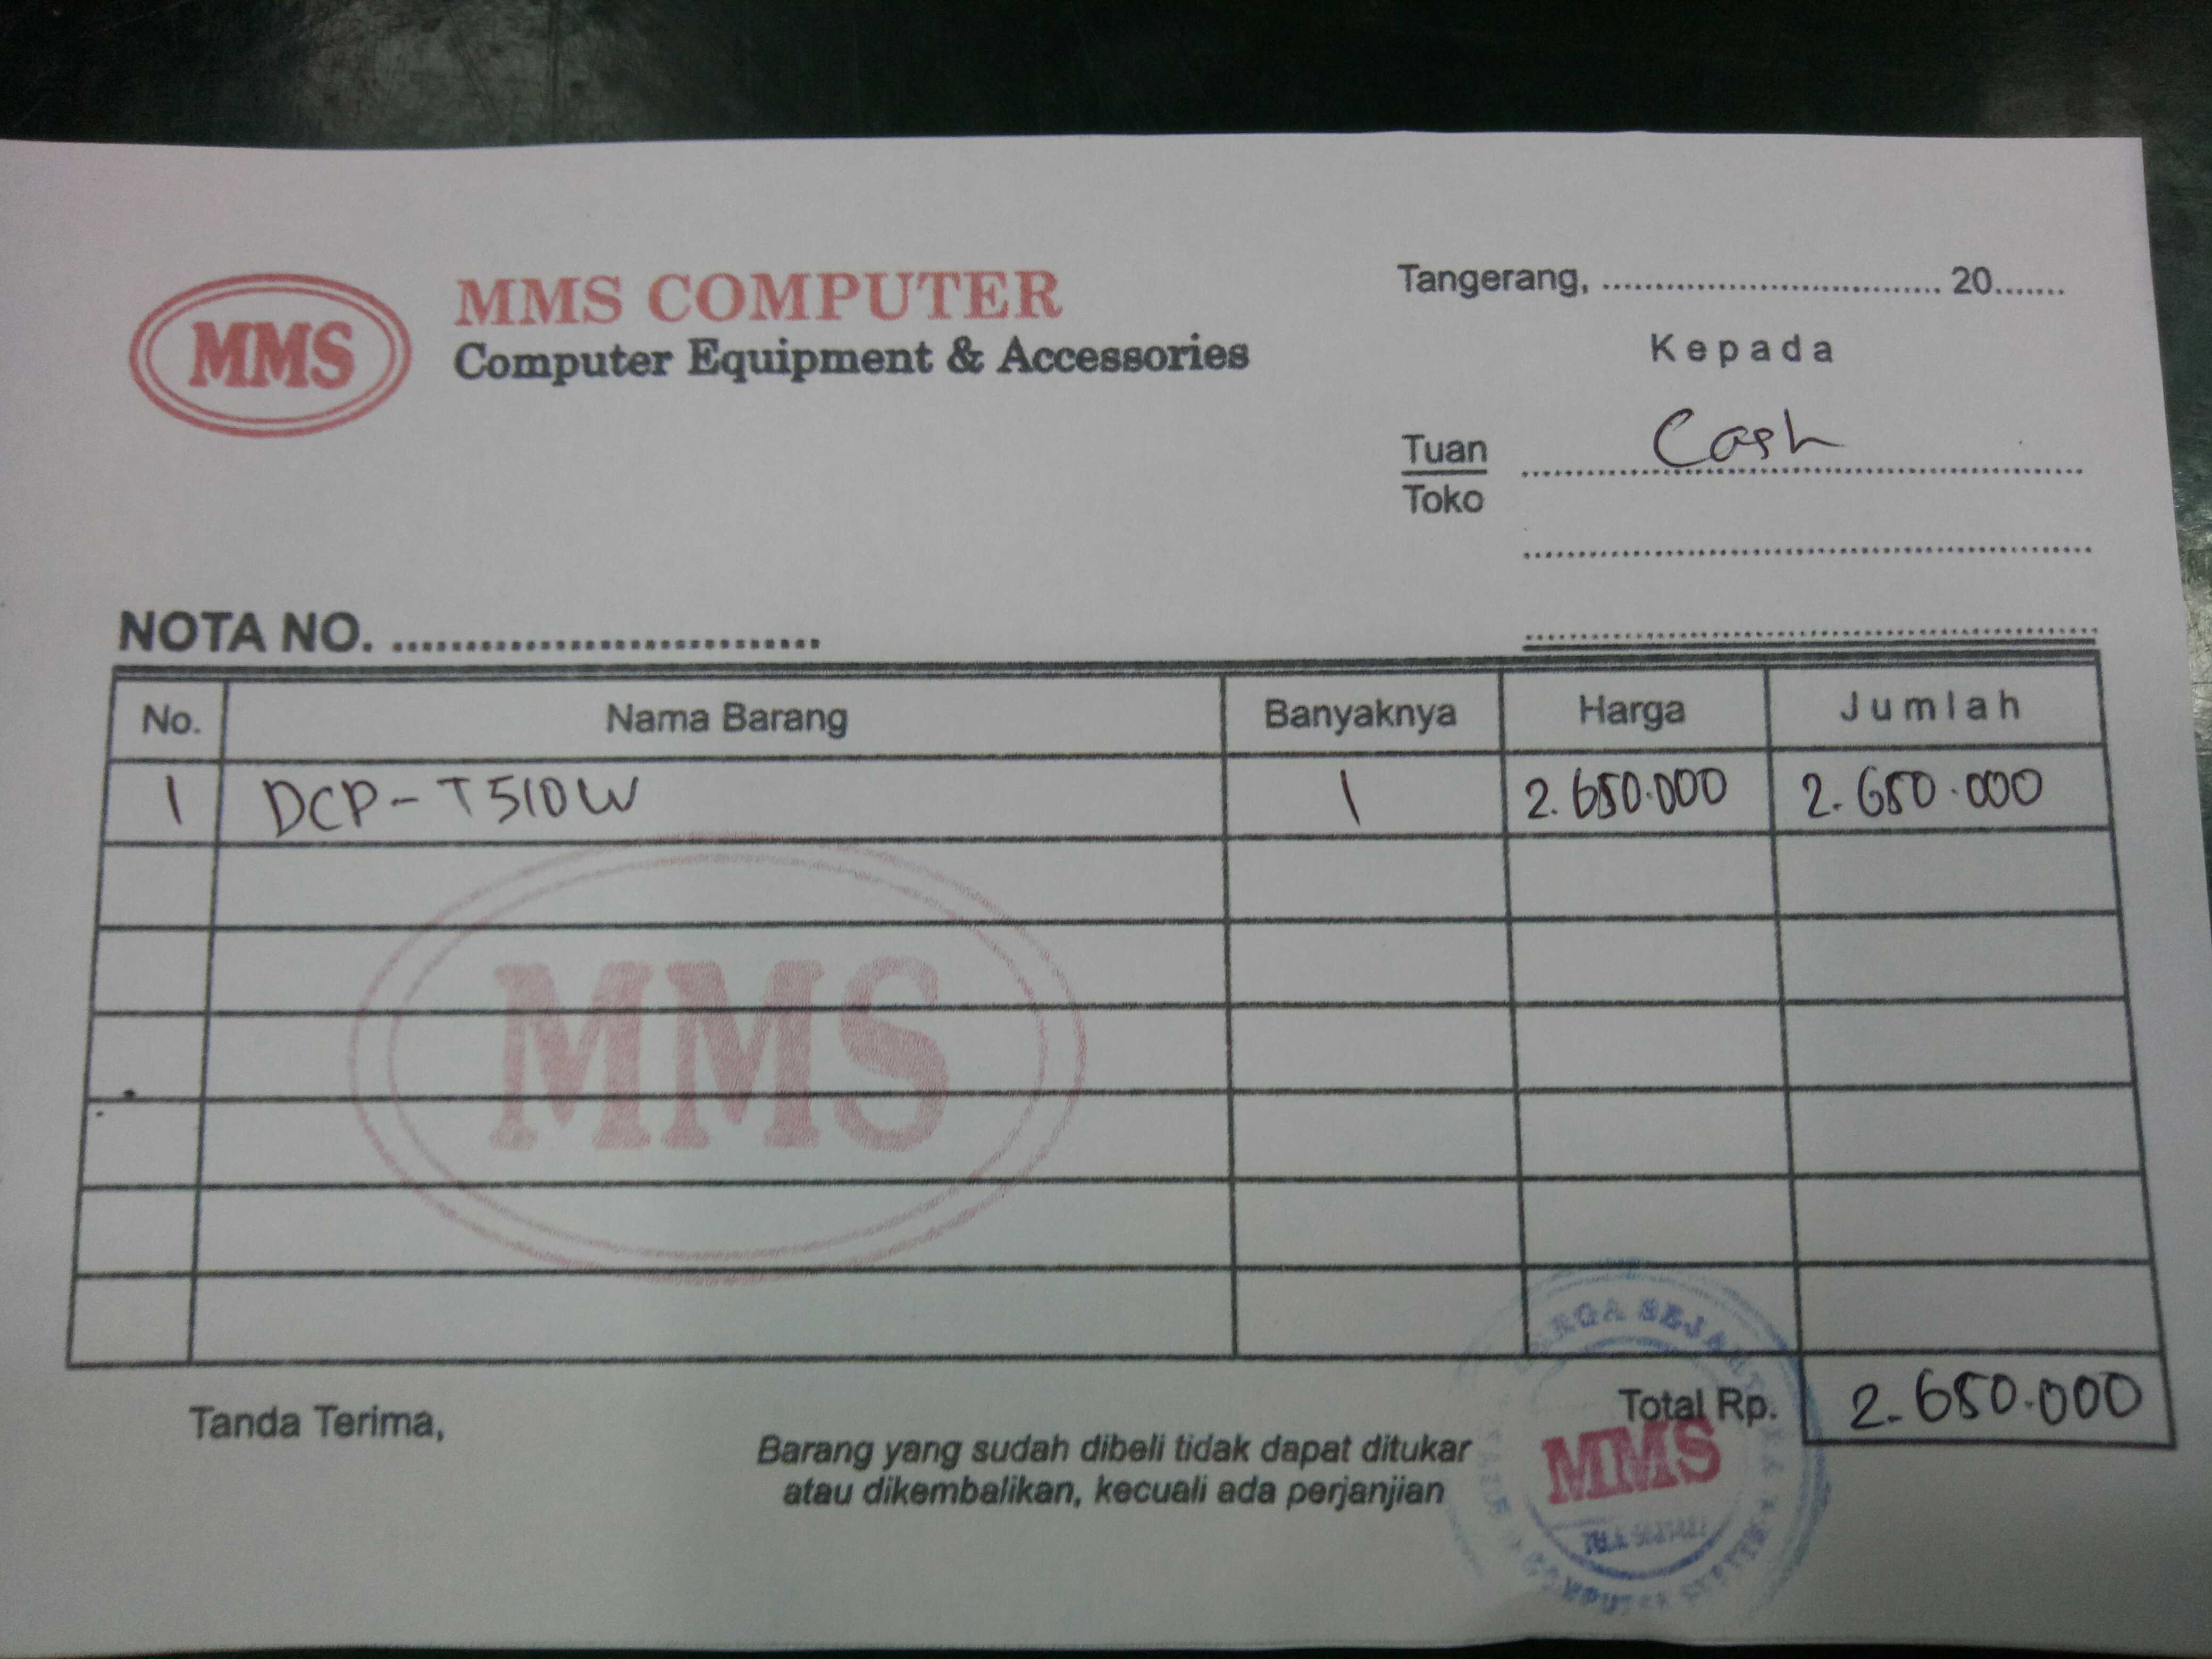 MMS
MMS COMPUTER
Computer Equipment & Accessories
Tangerang, .................................. 20.......
Kepada
Tuan Cash
Toko
NOTA NO. ..............................
No. Nama Barang Banyaknya Harga Jumlah
1 DCP-T510W 1 2.650.000 2.650.000
MMS
Total Rp. 2.650.000
Tanda Terima,
Barang yang sudah dibeli tidak dapat ditukar
atau dikembalikan, kecuali ada perjanjian
MMS